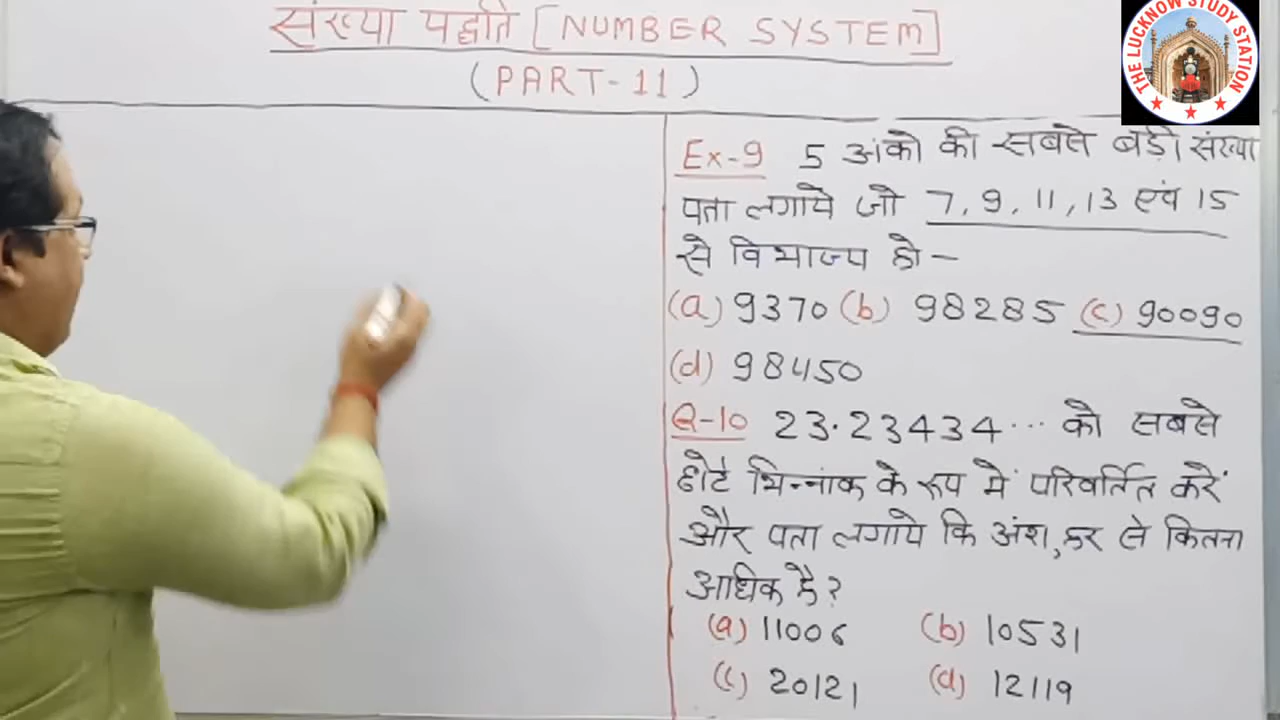 संख्या पद्धति [NUMBER SYSTEM]
(PART-11)
THE LUCKNOW STUDY STATION
Ex-9 5 अंको की सबसे बड़ी संख्या
पता लगाये जो 7, 9, 11, 13 एवं 15
से विभाज्य हो-
(a) 9370 (b) 98285 (c) 90090
(d) 98450
Q-10 23.23434... को सबसे
छोटे भिन्नांक के रूप में परिवर्तित करें
और पता लगाये कि अंश, हर से कितना
अधिक है?
(a) 11006 (b) 10531
(c) 20121 (d) 12119